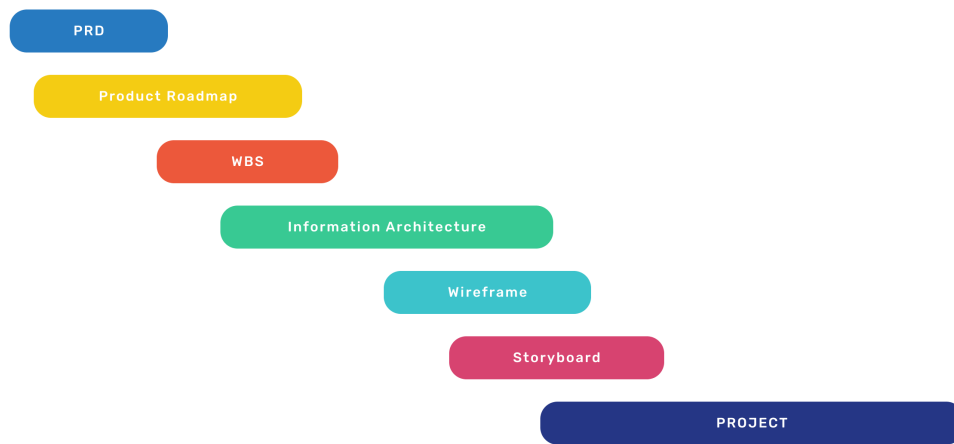 PRD
Product Roadmap
WBS
Information Architecture
Wireframe
Storyboard
PROJECT